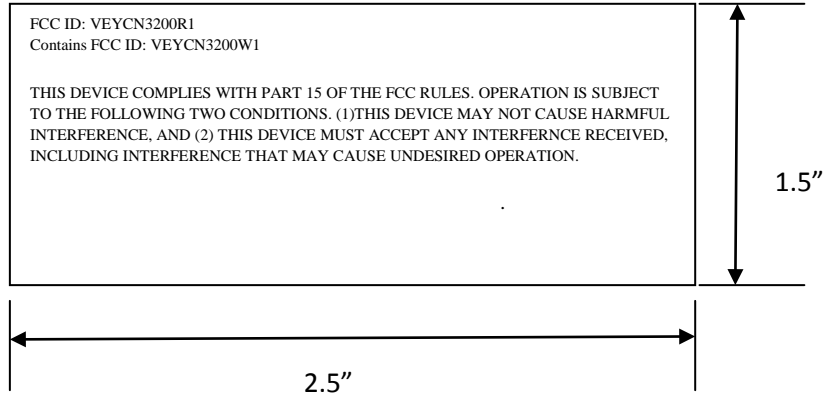 FCC ID: VEYCN3200R1
Contains FCC ID: VEYCN3200W1
THIS DEVICE COMPLIES WITH PART 15 OF THE FCC RULES. OPERATION IS SUBJECT
TO THE FOLLOWING TWO CONDITIONS. (1)THIS DEVICE MAY NOT CAUSE HARMFUL
INTERFERENCE, AND (2) THIS DEVICE MUST ACCEPT ANY INTERFERNCE RECEIVED,
INCLUDING INTERFERENCE THAT MAY CAUSE UNDESIRED OPERATION.
.
1.5”
2.5”